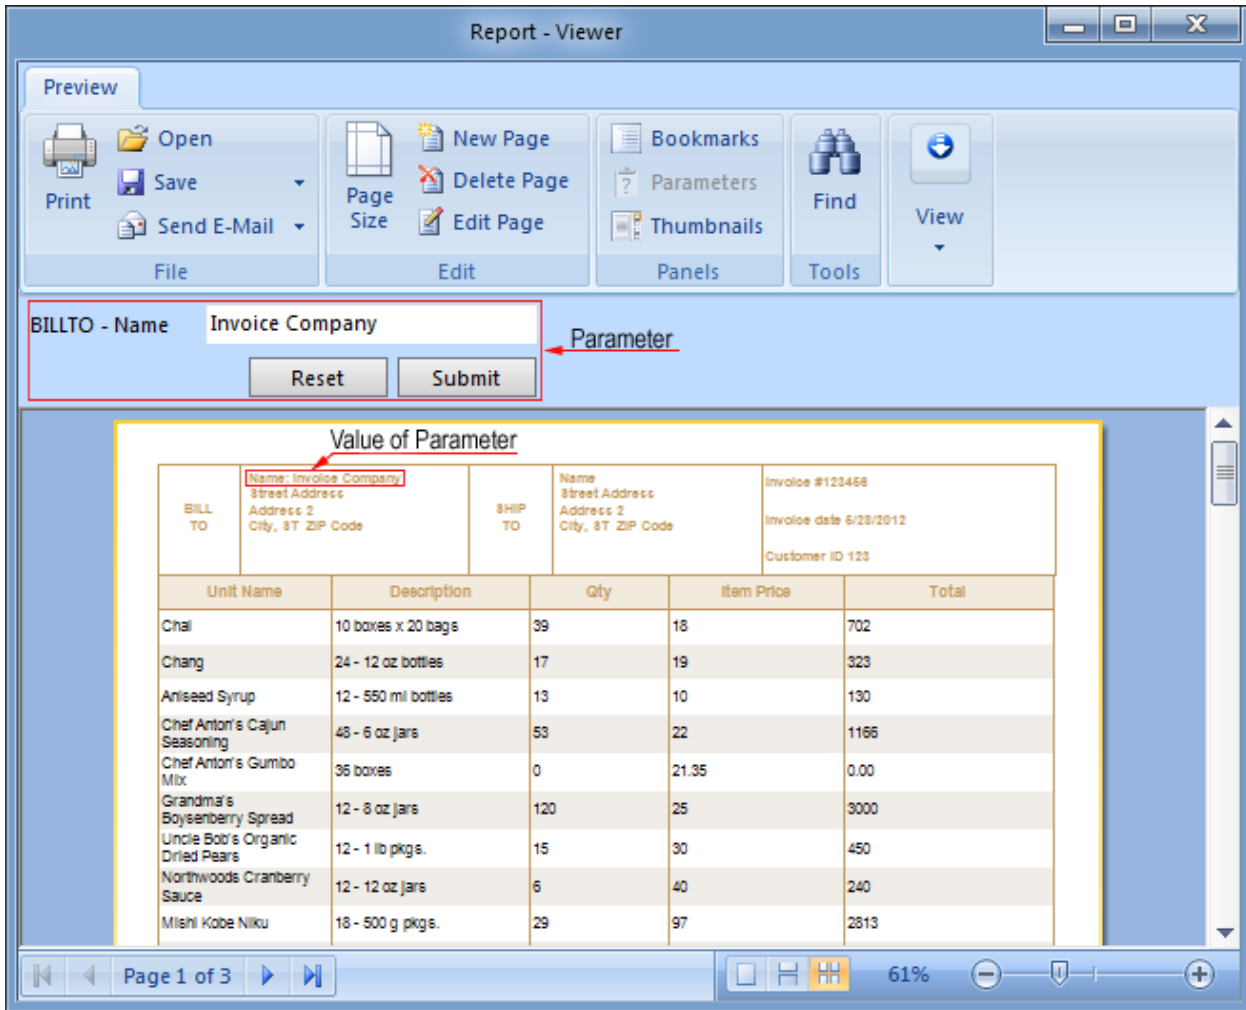 Report - Viewer
Preview
Print
Open
Save
Send E-Mail
File
Page Size
New Page
Delete Page
Edit Page
Edit
Bookmarks
Parameters
Thumbnails
Panels
Find
Tools
View
BILLTO - Name Invoice Company
Parameter
Reset Submit
Value of Parameter
BILL TO
Name: Invoice Company
Street Address
Address 2
City, ST ZIP Code
SHIP TO
Name
Street Address
Address 2
City, ST ZIP Code
Invoice #123456
Invoice date 5/28/2012
Customer ID 123
Unit Name Description Qty Item Price Total
Chai 10 boxes x 20 bags 39 18 702
Chang 24 - 12 oz bottles 17 19 323
Aniseed Syrup 12 - 550 ml bottles 13 10 130
Chef Anton's Cajun Seasoning 48 - 6 oz jars 53 22 1166
Chef Anton's Gumbo Mix 36 boxes 0 21.35 0.00
Grandma's Boysenberry Spread 12 - 8 oz jars 120 25 3000
Uncle Bob's Organic Dried Pears 12 - 1 lb pkgs. 15 30 450
Northwoods Cranberry Sauce 12 - 12 oz jars 6 40 240
Mishi Kobe Niku 18 - 500 g pkgs. 29 97 2813
Page 1 of 3 61%